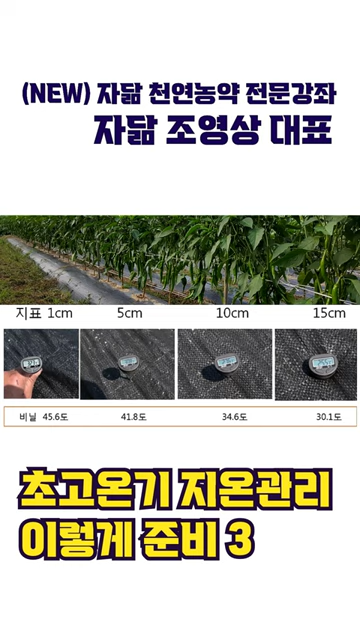 (NEW) 자닮 천연농약 전문강좌
자닮 조영상 대표
지표 1cm 5cm 10cm 15cm
비닐 45.6도 41.8도 34.6도 30.1도
초고온기 지온관리
이렇게 준비 3